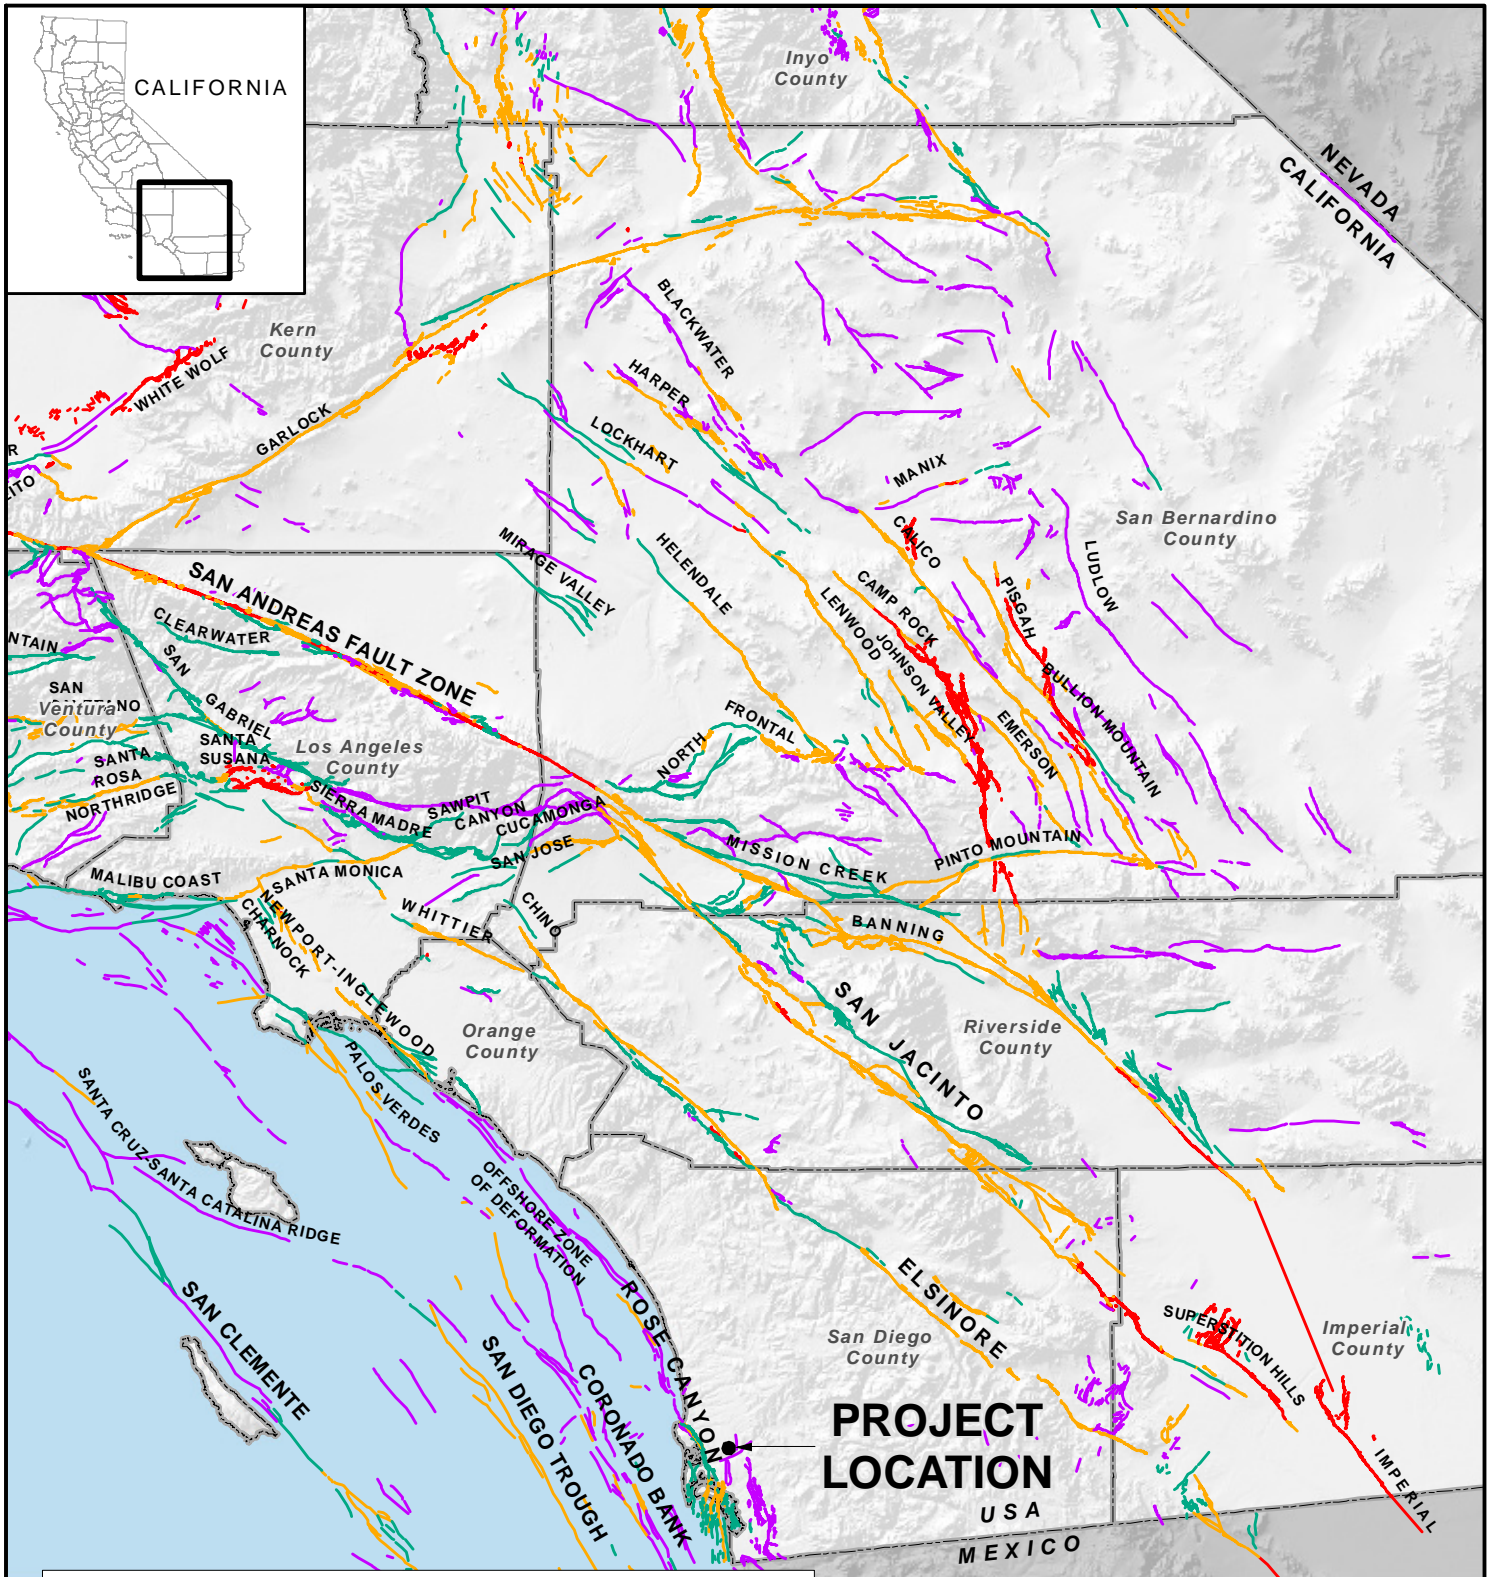 CALIFORNIA
Inyo
County
NEVADA
CALIFORNIA
Kern
County
WHITE WOLF
GARLOCK
BLACKWATER
HARPER
LOCKHART
MANIX
San Bernardino
County
R
ITO
CALICO
LUDLOW
PISGAH
MIRAGE VALLEY
HELENDALE
CAMP ROCK
LENWOOD
JOHNSON VALLEY
BULLION MOUNTAIN
EMERSON
SAN ANDREAS FAULT ZONE
CLEARWATER
NTAIN
SAN
GABRIEL
SAN
Ventura
County
Los Angeles
County
SANTA
SUSANA
SANTA
ROSA
NORTHRIDGE
SIERRA MADRE
SAWPIT
CANYON
CUCAMONGA
SAN JOSE
NORTH
FRONTAL
MISSION CREEK
PINTO MOUNTAIN
MALIBU COAST
SANTA MONICA
CHARNOCK
NEWPORT-INGLEWOOD
WHITTIER
CHINO
BANNING
Orange
County
SAN JACINTO
Riverside
County
PALOS VERDES
SANTA CRUZ-SANTA CATALINA RIDGE
OFFSHORE ZONE
OF DEFORMATION
SAN CLEMENTE
ROSE CANYON
ELSINORE
San Diego
County
SUPERSTITION HILLS
Imperial
County
SAN DIEGO TROUGH
CORONADO BANK
PROJECT
LOCATION
IMPERIAL
USA
MEXICO